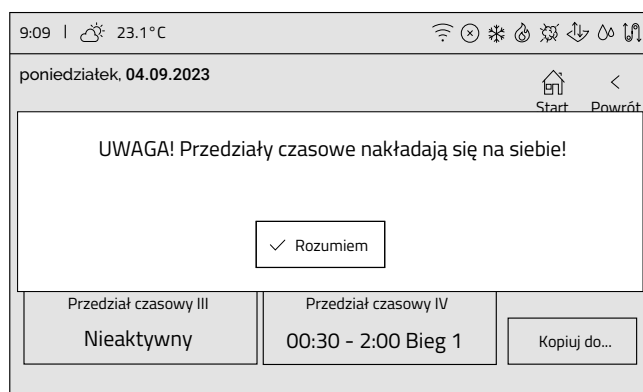 9:09 | 23.1°C
poniedziałek, 04.09.2023
Start Powrót
UWAGA! Przedziały czasowe nakładają się na siebie!
Rozumiem
Przedział czasowy III Przedział czasowy IV
Nieaktywny 00:30 - 2:00 Bieg 1 Kopiuj do...